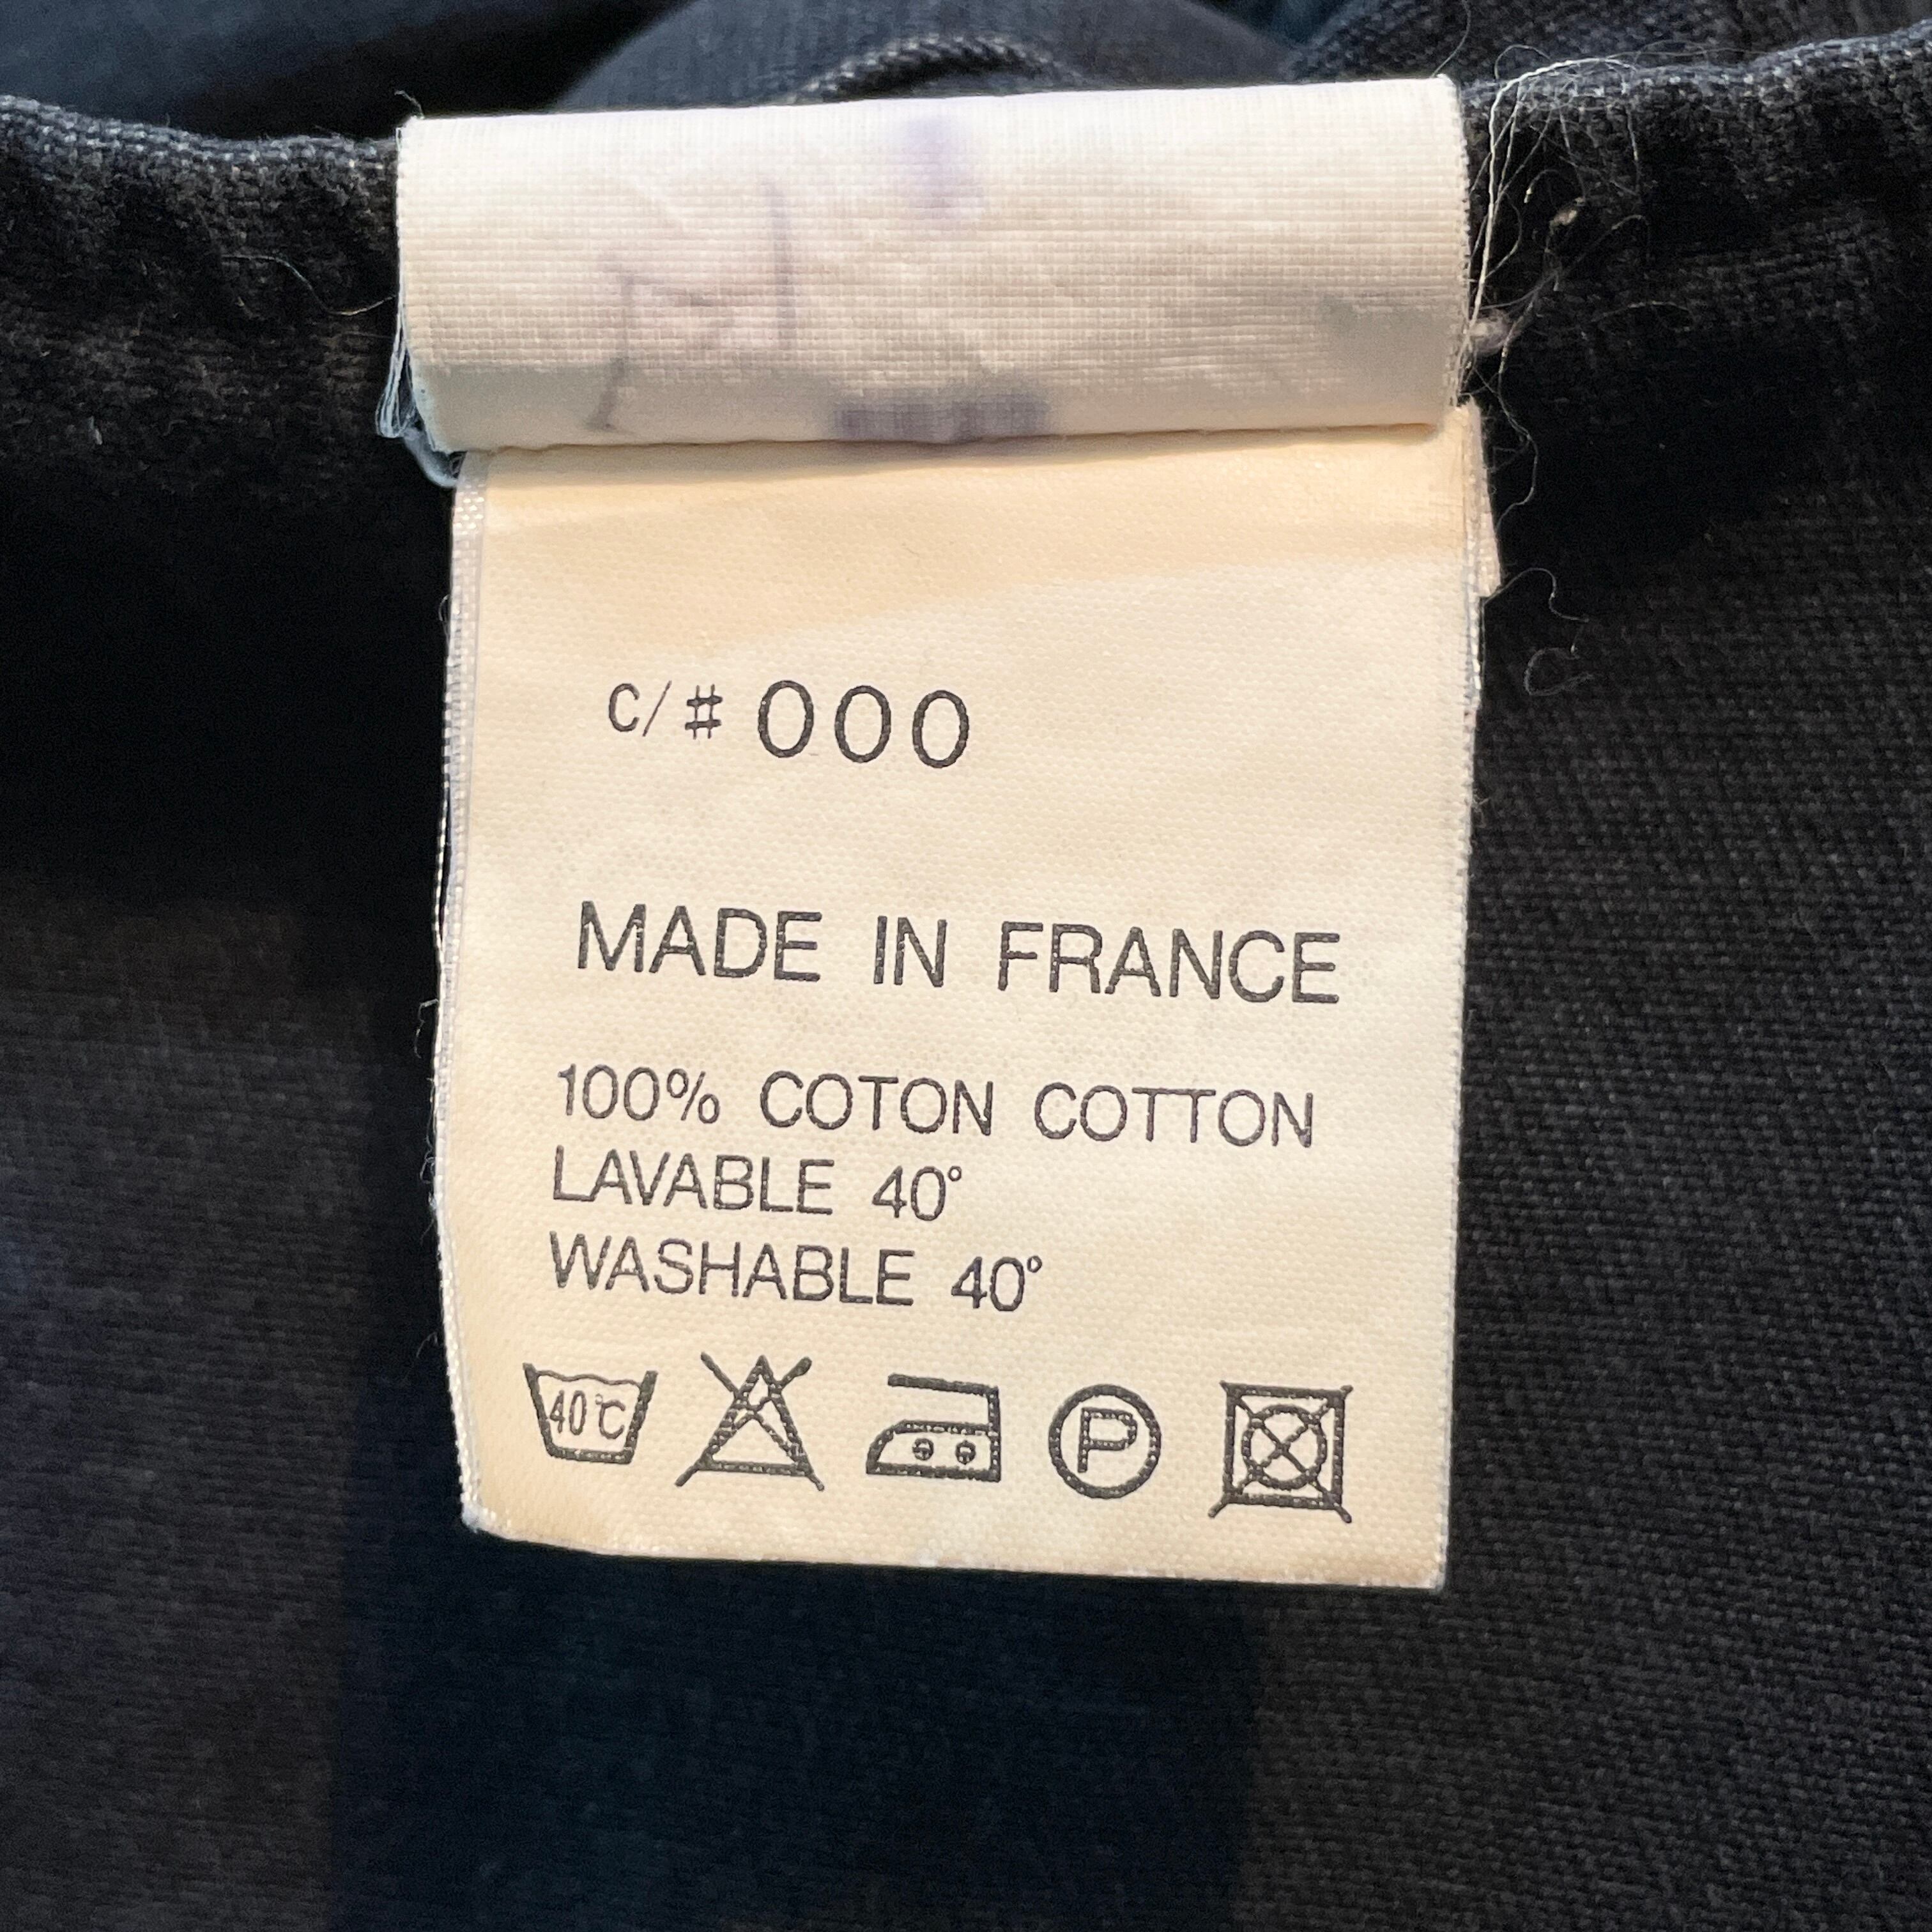 C/# 000
MADE IN FRANCE
100% COTON COTTON
LAVABLE 40°
WASHABLE 40°
40°C P